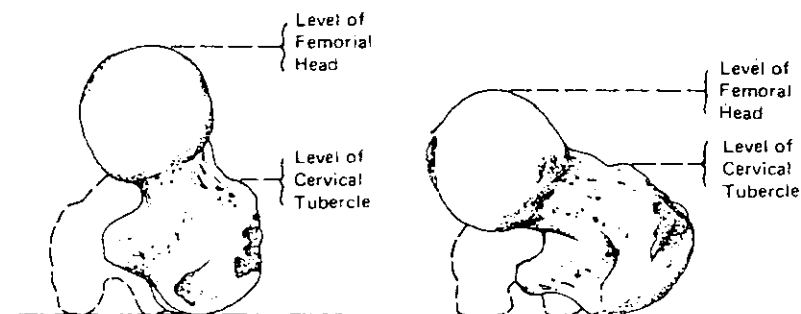 Level of
Femorial
Head
Level of
Cervical
Tubercle
Level of
Femoral
Head
Level of
Cervical
Tubercle